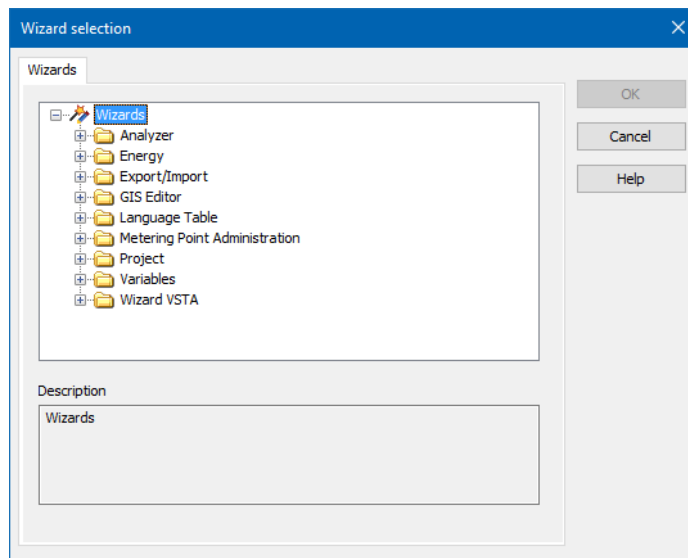 Wizard selection
Wizards
Wizards
Analyzer
Energy
Export/Import
GIS Editor
Language Table
Metering Point Administration
Project
Variables
Wizard VSTA
Description
Wizards
OK
Cancel
Help